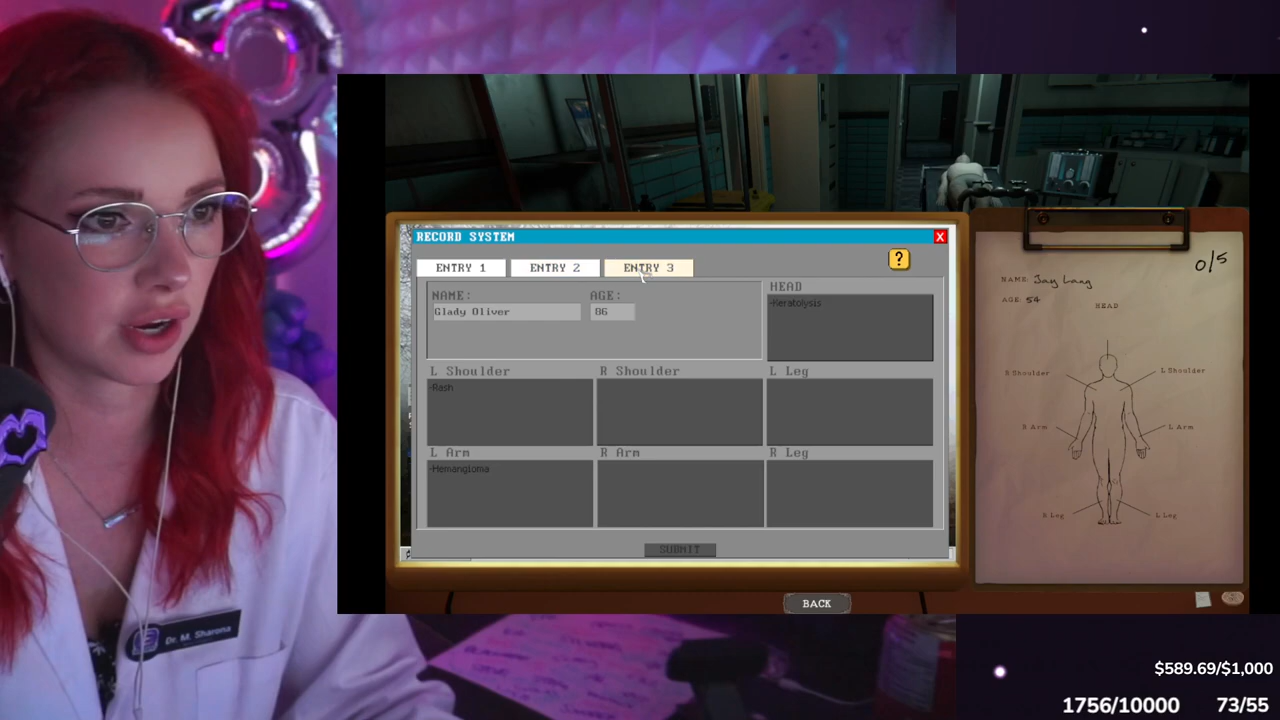 RECORD SYSTEM
X
ENTRY 1
ENTRY 2
ENTRY 3
?
NAME:
AGE:
Glady Oliver
86
HEAD
-Keratolysis
L Shoulder
R Shoulder
L Leg
-Rash
L Arm
R Arm
R Leg
-Hemangioma
SUBMIT
BACK
0/5
NAME: Jay Lang
AGE: 54
HEAD
R Shoulder
L Shoulder
R Arm
L Arm
R Leg
L Leg
Dr. M. Sharona
$589.69/$1,000
1756/10000
73/55